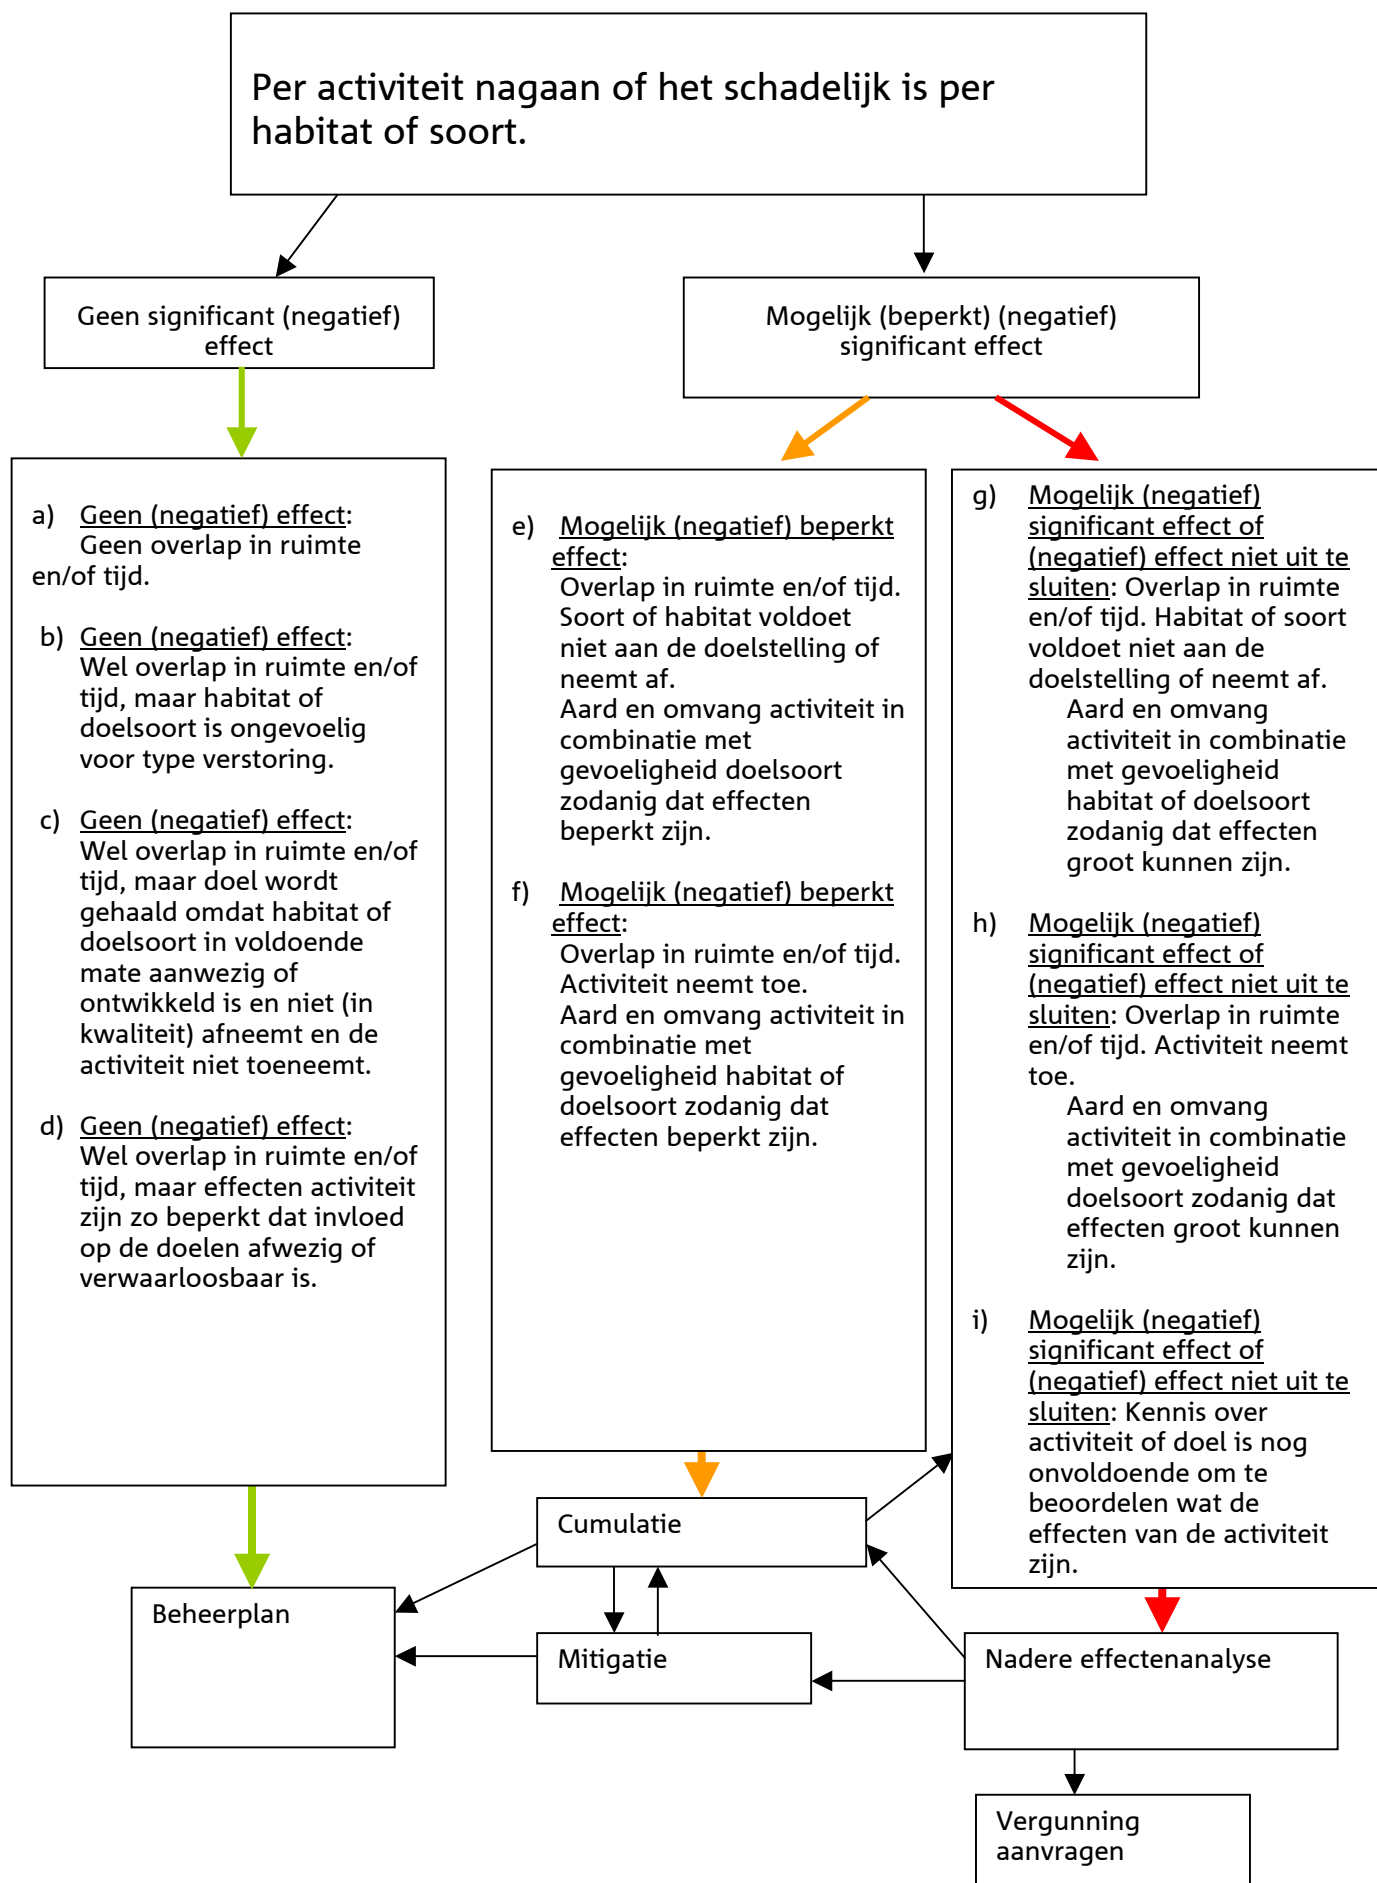 Per activiteit nagaan of het schadelijk is per
habitat of soort.
Geen significant (negatief)
effect
Mogelijk (beperkt) (negatief)
significant effect
a) Geen (negatief) effect:
Geen overlap in ruimte
en/of tijd.
b) Geen (negatief) effect:
Wel overlap in ruimte en/of
tijd, maar habitat of
doelsoort is ongevoelig
voor type verstoring.
c) Geen (negatief) effect:
Wel overlap in ruimte en/of
tijd, maar doel wordt
gehaald omdat habitat of
doelsoort in voldoende
mate aanwezig of
ontwikkeld is en niet (in
kwaliteit) afneemt en de
activiteit niet toeneemt.
d) Geen (negatief) effect:
Wel overlap in ruimte en/of
tijd, maar effecten activiteit
zijn zo beperkt dat invloed
op de doelen afwezig of
verwaarloosbaar is.
e) Mogelijk (negatief) beperkt
effect:
Overlap in ruimte en/of tijd.
Soort of habitat voldoet
niet aan de doelstelling of
neemt af.
Aard en omvang activiteit in
combinatie met
gevoeligheid doelsoort
zodanig dat effecten
beperkt zijn.
f) Mogelijk (negatief) beperkt
effect:
Overlap in ruimte en/of tijd.
Activiteit neemt toe.
Aard en omvang activiteit in
combinatie met
gevoeligheid habitat of
doelsoort zodanig dat
effecten beperkt zijn.
g) Mogelijk (negatief)
significant effect of
(negatief) effect niet uit te
sluiten: Overlap in ruimte
en/of tijd. Habitat of soort
voldoet niet aan de
doelstelling of neemt af.
Aard en omvang
activiteit in combinatie
met gevoeligheid
habitat of doelsoort
zodanig dat effecten
groot kunnen zijn.
h) Mogelijk (negatief)
significant effect of
(negatief) effect niet uit te
sluiten: Overlap in ruimte
en/of tijd. Activiteit neemt
toe.
Aard en omvang
activiteit in combinatie
met gevoeligheid
doelsoort zodanig dat
effecten groot kunnen
zijn.
i) Mogelijk (negatief)
significant effect of
(negatief) effect niet uit te
sluiten: Kennis over
activiteit of doel is nog
onvoldoende om te
beoordelen wat de
effecten van de activiteit
zijn.
Cumulatie
Beheerplan
Mitigatie
Nadere effectenanalyse
Vergunning
aanvragen